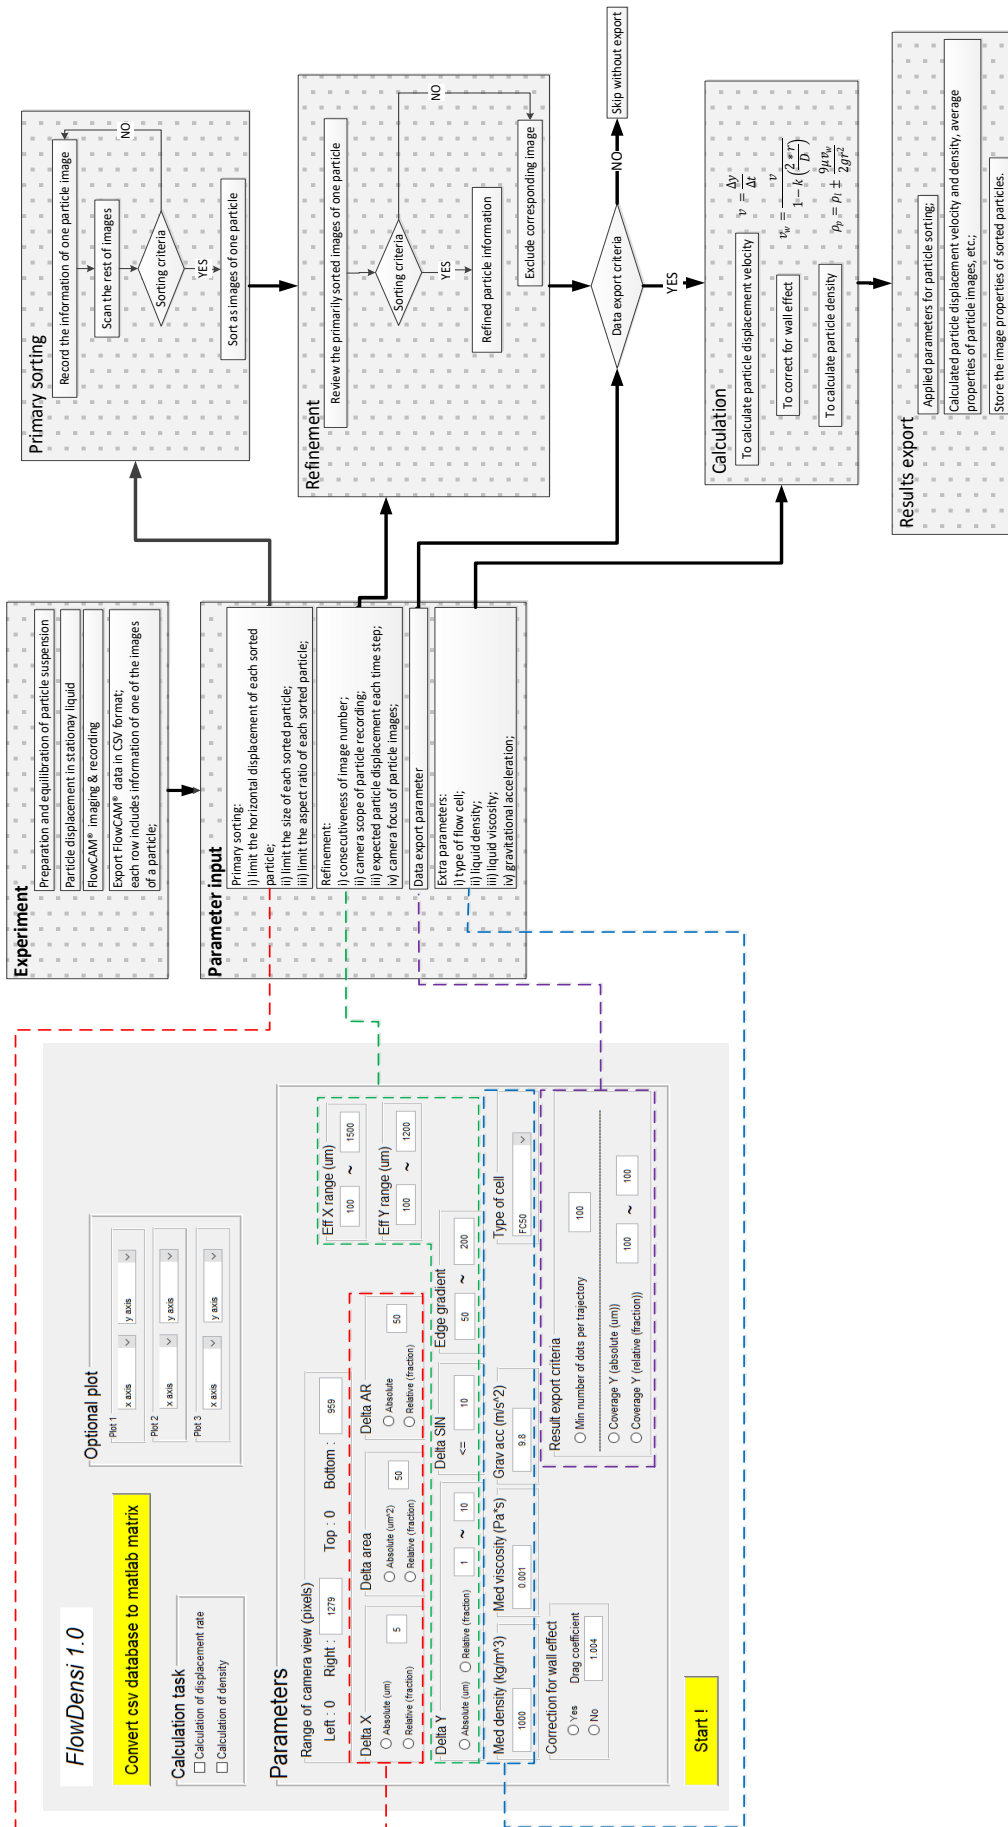 FlowDensi 1.0
Convert csv database to matlab matrix
Calculation task
Calculation of displacement rate
Calculation of density
Optional plot
Plot 1
x axis
y axis
Plot 2
x axis
y axis
Plot 3
x axis
y axis
Parameters
Range of camera view (pixels)
Left : 0 Right : 1279 Top : 0 Bottom : 959
Delta X
Absolute (um)
Relative (fraction)
5
Delta area
Absolute (um^2)
Relative (fraction)
50
Delta AR
Absolute
Relative (fraction)
50
Eff X range (um)
100 ~ 1500
Eff Y range (um)
100 ~ 1200
Delta Y
Absolute (um) Relative (fraction) 1 ~ 10
Delta SIN
<= 10
Edge gradient
50 ~ 200
Med density (kg/m^3)
1000
Med viscosity (Pa*s)
0.001
Grav acc (m/s^2)
9.8
Type of cell
FC50
Correction for wall effect
Yes
No
Drag coefficient
1.004
Result export criteria
Min number of dots per trajectory 100
Coverage Y (absolute (um))
Coverage Y (relative (fraction))
100 ~ 100
Start !
Experiment
Preparation and equilibration of particle suspension
Particle displacement in stationay liquid
FlowCAM® imaging & recording
Export FlowCAM® data in CSV format;
each row includes information of one of the images
of a particle;
Parameter input
Primary sorting:
i) limit the horizontal displacement of each sorted
particle;
ii) limit the size of each sorted particle;
iii) limit the aspect ratio of each sorted particle;
Refinement:
i) consecutiveness of image number;
ii) camera scope of particle recording;
iii) expected particle displacement each time step;
iv) camera focus of particle images;
Data export parameter
Extra parameters:
i) type of flow cell;
ii) liquid density;
iii) liquid viscosity;
iv) gravitational acceleration;
Primary sorting
Record the information of one particle image
Scan the rest of images
Sorting criteria
NO
YES
Sort as images of one particle
Refinement
Review the primarily sorted images of one particle
Sorting criteria
NO
YES
Refined particle information
Exclude corresponding image
Data export criteria
NO
Skip without export
YES
Calculation
To calculate particle displacement velocity
v = Δy / Δt
To correct for wall effect
v_w = v / (1 − k (2 * r / D))
To calculate particle density
ρ_p = ρ_l ± 9μv_w / 2gr²
Results export
Applied parameters for particle sorting;
Calculated particle displacement velocity and density, average
properties of particle images, etc.;
Store the image properties of sorted particles.